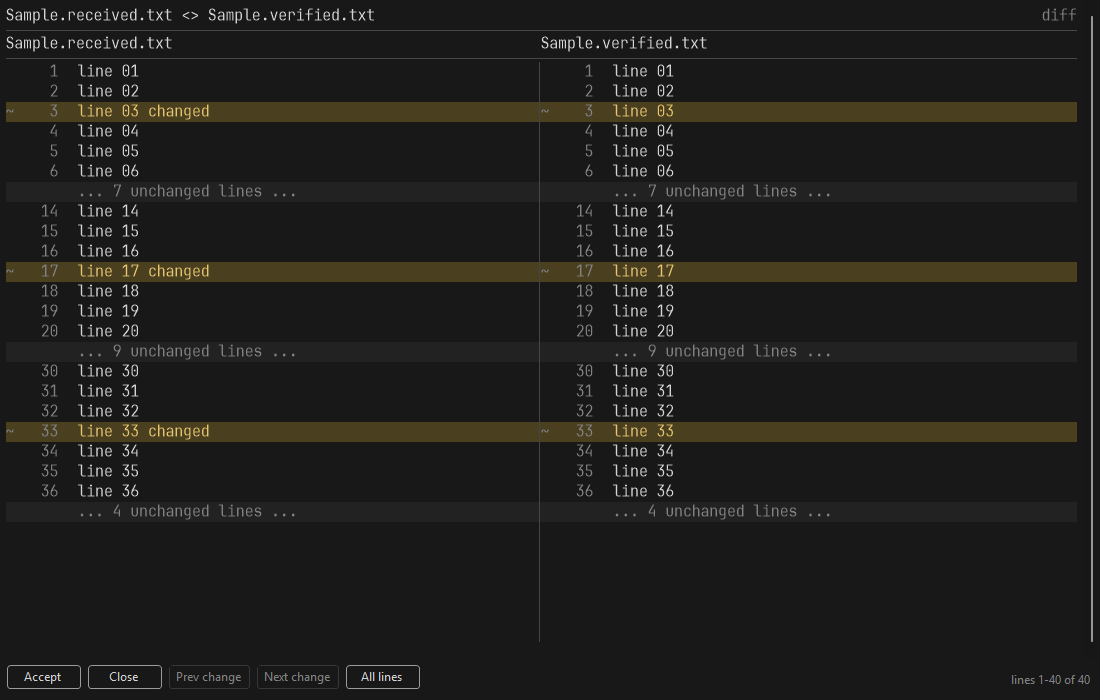 Sample.received.txt <> Sample.verified.txt diff
Sample.received.txt Sample.verified.txt
1 line 01 1 line 01
2 line 02 2 line 02
~ 3 line 03 changed ~ 3 line 03
4 line 04 4 line 04
5 line 05 5 line 05
6 line 06 6 line 06
... 7 unchanged lines ... ... 7 unchanged lines ...
14 line 14 14 line 14
15 line 15 15 line 15
16 line 16 16 line 16
~ 17 line 17 changed ~ 17 line 17
18 line 18 18 line 18
19 line 19 19 line 19
20 line 20 20 line 20
... 9 unchanged lines ... ... 9 unchanged lines ...
30 line 30 30 line 30
31 line 31 31 line 31
32 line 32 32 line 32
~ 33 line 33 changed ~ 33 line 33
34 line 34 34 line 34
35 line 35 35 line 35
36 line 36 36 line 36
... 4 unchanged lines ... ... 4 unchanged lines ...
Accept Close Prev change Next change All lines lines 1-40 of 40